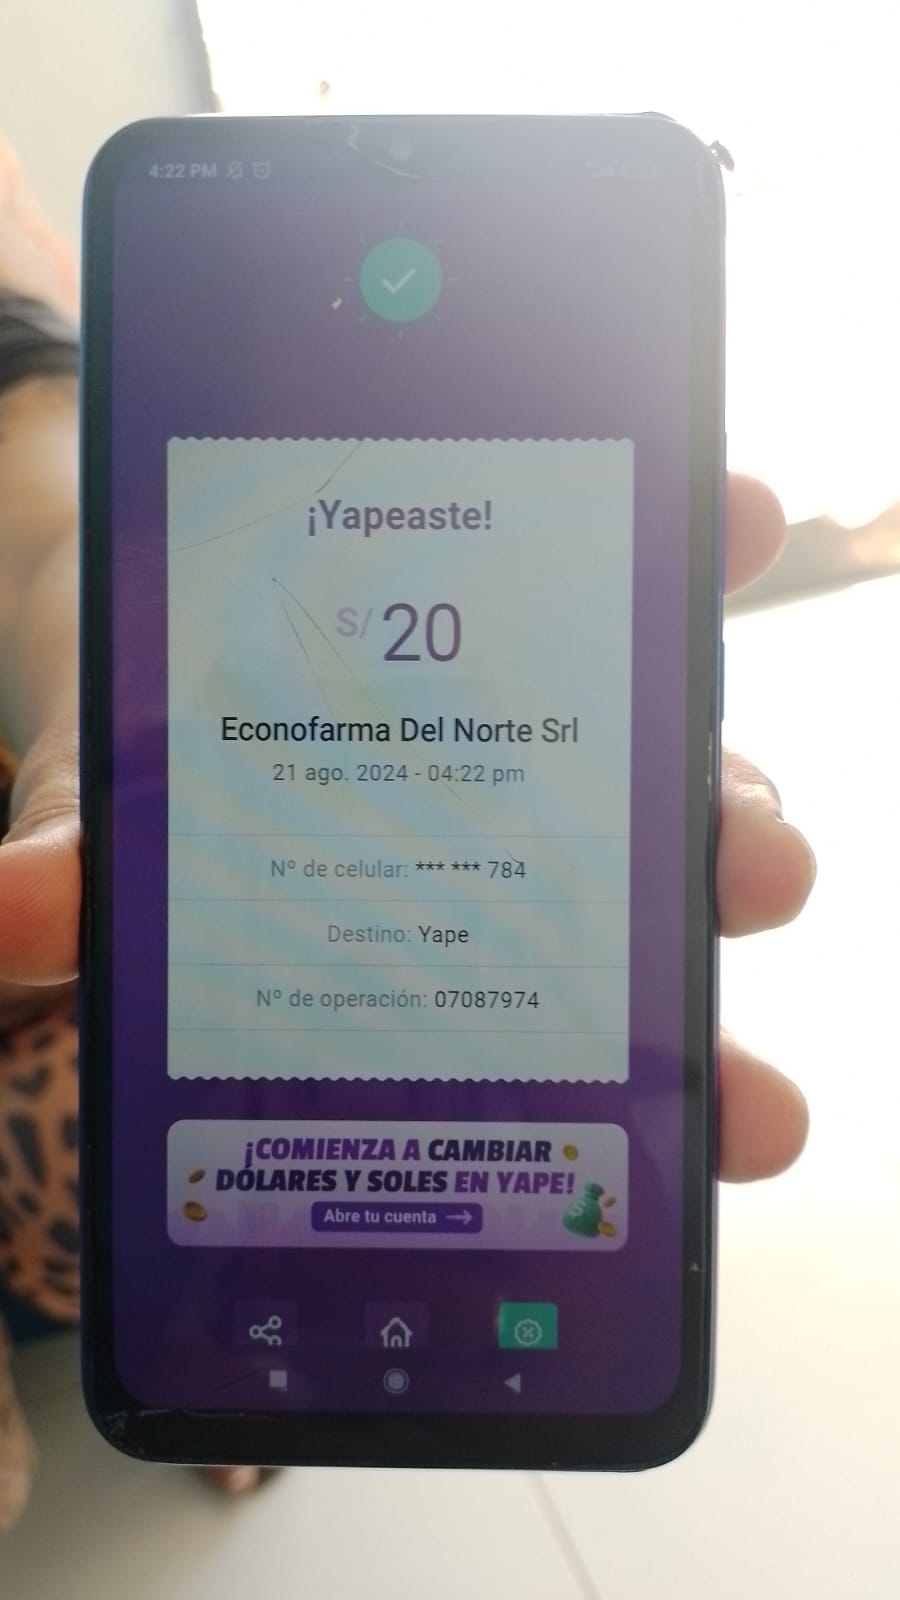 4:22 PM
¡Yapeaste!
S/ 20
Econofarma Del Norte Srl
21 ago. 2024 - 04:22 pm
Nº de celular: *** *** 784
Destino: Yape
Nº de operación: 07087974
¡COMIENZA A CAMBIAR
DÓLARES Y SOLES EN YAPE!
Abre tu cuenta